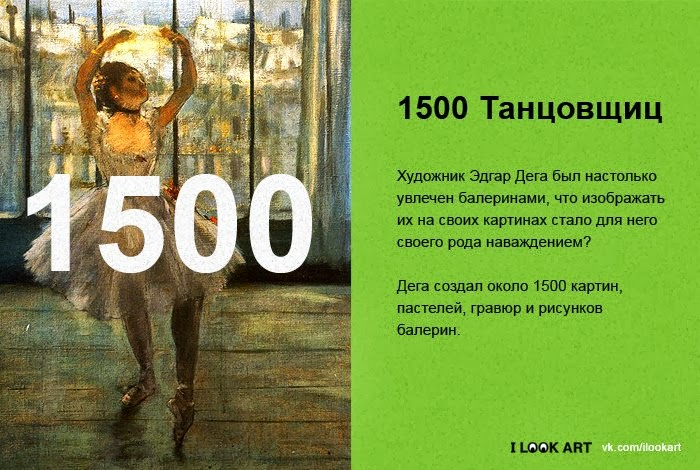 1500
1500 Танцовщиц
Художник Эдгар Дега был настолько
увлечен балеринами, что изображать
их на своих картинах стало для него
своего рода наваждением?
Дега создал около 1500 картин,
пастелей, гравюр и рисунков
балерин.
I LOOK ART vk.com/ilookart